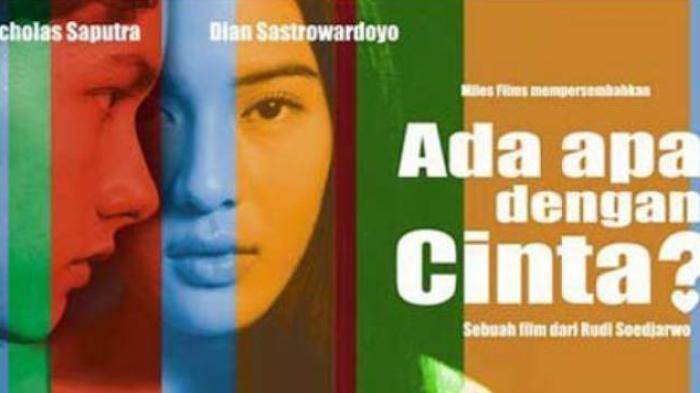 cholas Saputra
Dian Sastrowardoyo
Miles Films mempersembahkan
Ada apa
dengan
Cinta?
Sebuah film dari Rudi Soedjarwo